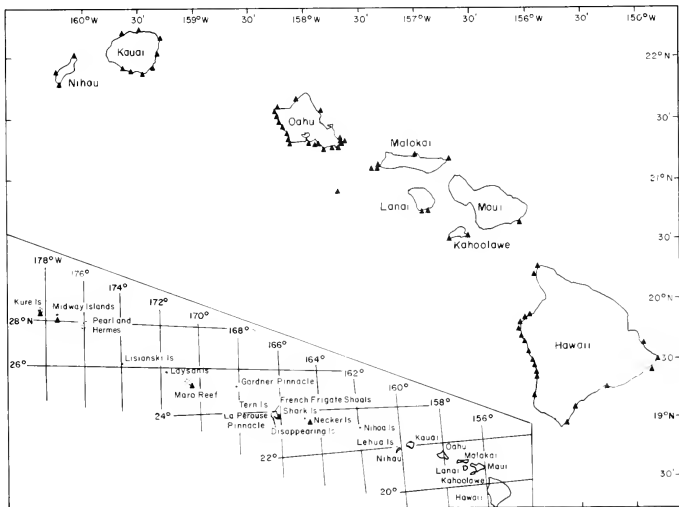 160° 30' 159° 30' 158° 30' 157° 30' 156° 30' 150°
Kauai
22°N
Nihau
30'
Oahu
Malokai
21°N
Lanai
Maui
30'
Kahoolawe
178° W
176°
20°N
174°
172°
Kure Is
Midway Islands
170°
28°N
Pearl and
Hermes
168°
Hawaii
166°
30'
26°
Lisianski Is
164°
Laysan Is
162°
Gardner Pinnacle
160°
Maro Reef
French Frigate Shoals
158°
Tern Is
Shark Is
156°
24°
La Perouse
Pinnacle
Necker Is
19°N
Disappearing Is
Nihoa Is
Kauai
Lehua Is
Oahu
22°
Malokai
Nihau
Lanai
Maui
30'
Kahoolawe
20°
Hawaii